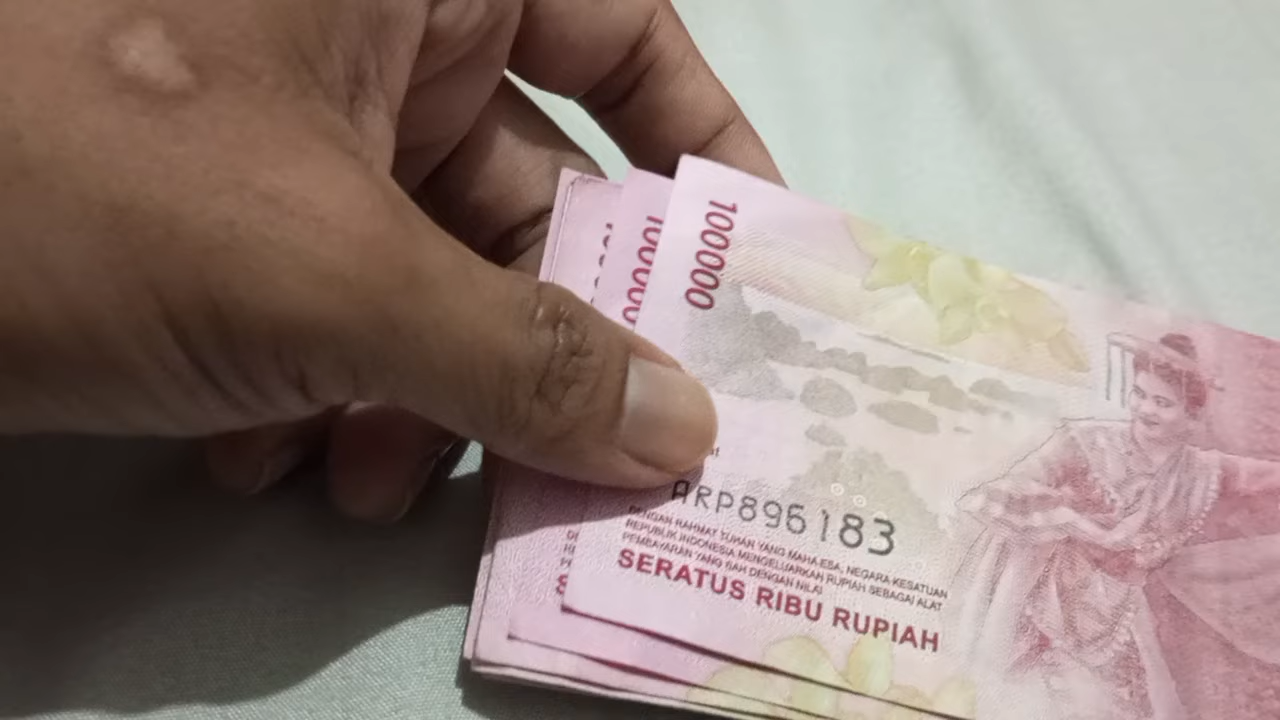 100000
100000
100000
ARP896183
DENGAN RAHMAT TUHAN YANG MAHA ESA, NEGARA KESATUAN
REPUBLIK INDONESIA MENGELUARKAN RUPIAH SEBAGAI ALAT
PEMBAYARAN YANG SAH DENGAN NILAI
SERATUS RIBU RUPIAH